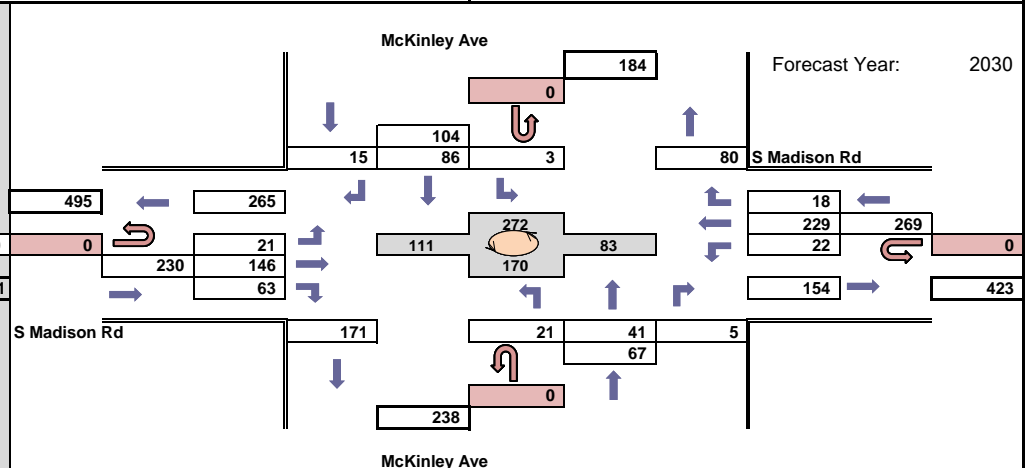 McKinley Ave
184
Forecast Year: 2030
0
104
15 86 3 80 S Madison Rd
495 265 18
272
229 269
0 21 111 83 22 0
230 146 170
63 154 423
S Madison Rd 171 21 41 5
67
0
238
McKinley Ave